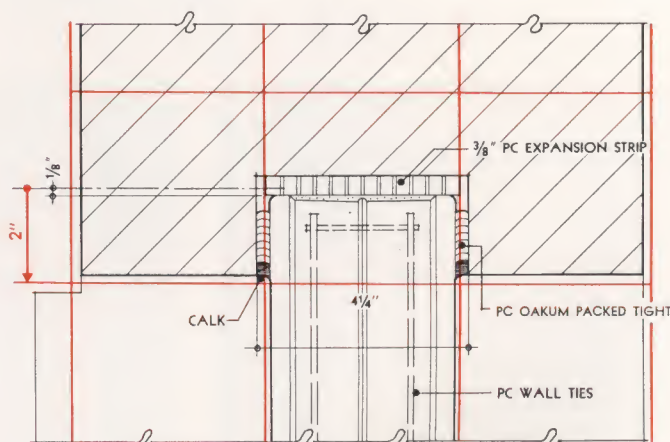 3/8" PC EXPANSION STRIP
1/8"
2"
4 1/4"
CALK
PC OAKUM PACKED TIGHT
PC WALL TIES